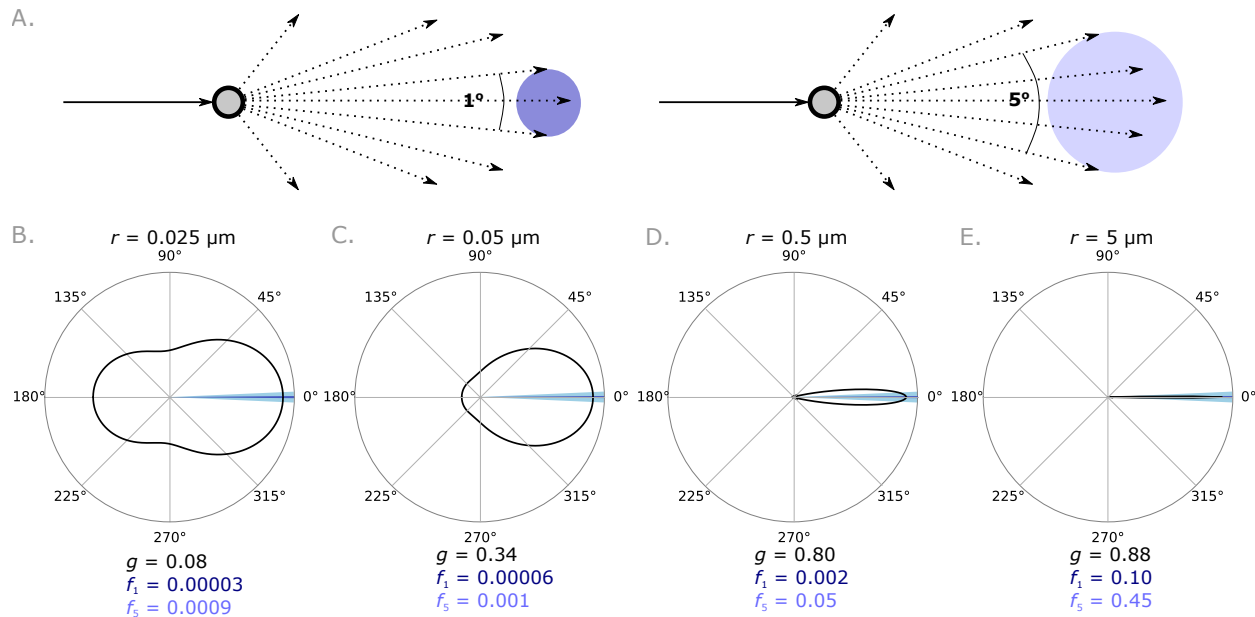 A.
1º
5º
B.
r = 0.025 µm
90°
135°
45°
180°
0°
225°
315°
270°
g = 0.08
f₁ = 0.00003
f₅ = 0.0009
C.
r = 0.05 µm
90°
135°
45°
180°
0°
225°
315°
270°
g = 0.34
f₁ = 0.00006
f₅ = 0.001
D.
r = 0.5 µm
90°
135°
45°
180°
0°
225°
315°
270°
g = 0.80
f₁ = 0.002
f₅ = 0.05
E.
r = 5 µm
90°
135°
45°
180°
0°
225°
315°
270°
g = 0.88
f₁ = 0.10
f₅ = 0.45